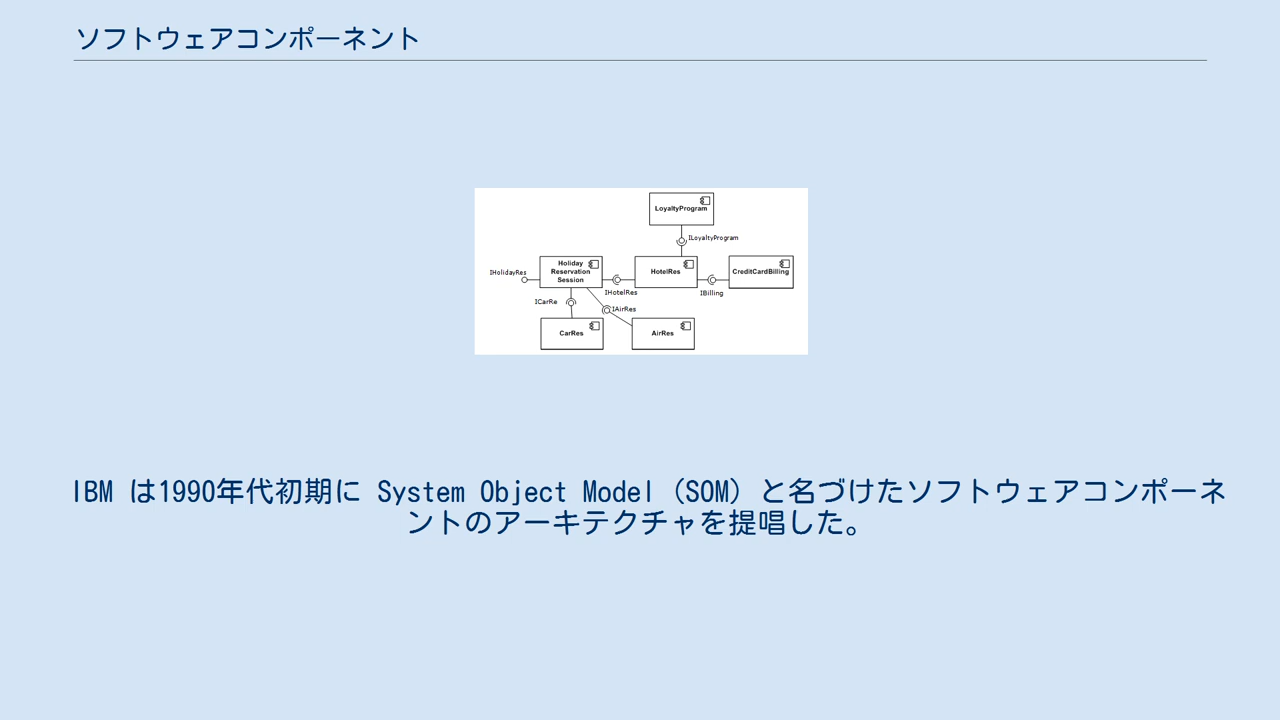 ソフトウェアコンポーネント
LoyaltyProgram
ILoyaltyProgram
IHolidayRes
Holiday
Reservation
Session
HotelRes
CreditCardBilling
IHotelRes
IBilling
ICarRe
IAirRes
CarRes
AirRes
IBM は1990年代初期に System Object Model（SOM）と名づけたソフトウェアコンポーネ
ントのアーキテクチャを提唱した。